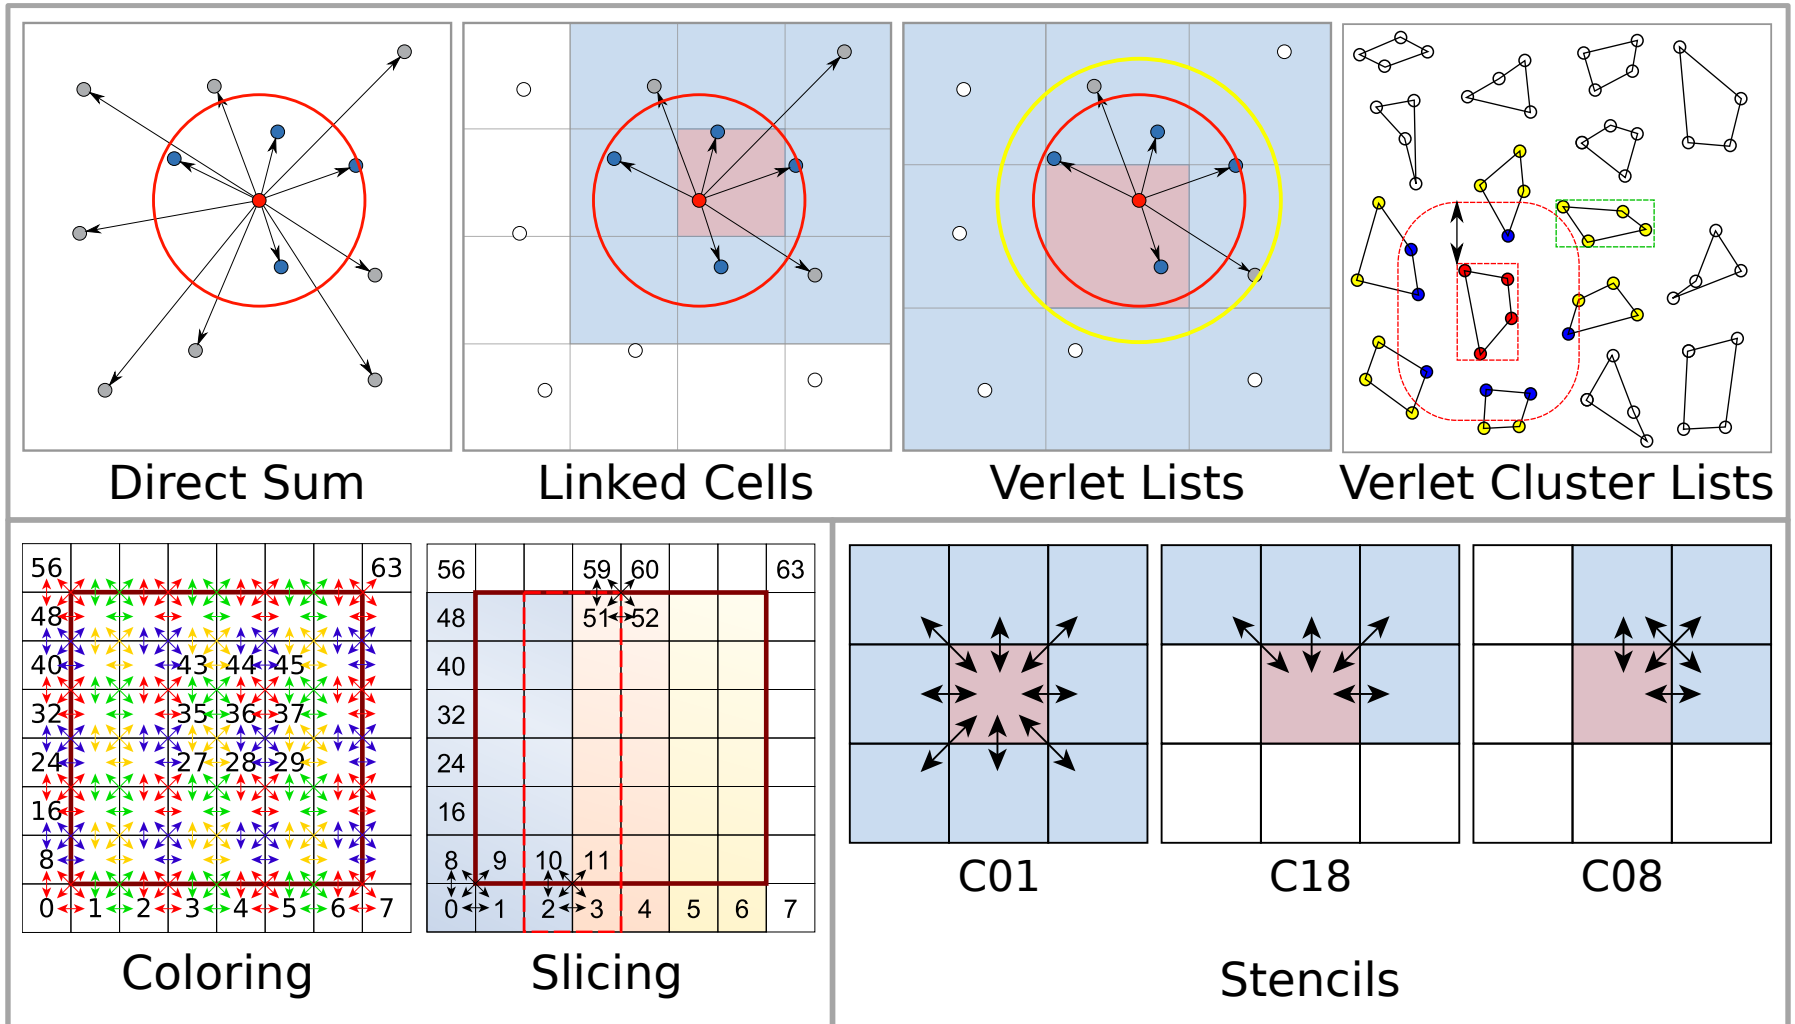 Direct Sum
Linked Cells
Verlet Lists
Verlet Cluster Lists
56 63
48
40 43 44 45
32 35 36 37
24 27 28 29
16
8
0 1 2 3 4 5 6 7
Coloring
56 59 60 63
48 51 52
40
32
24
16
8 9 10 11
0 1 2 3 4 5 6 7
Slicing
C01
C18
C08
Stencils